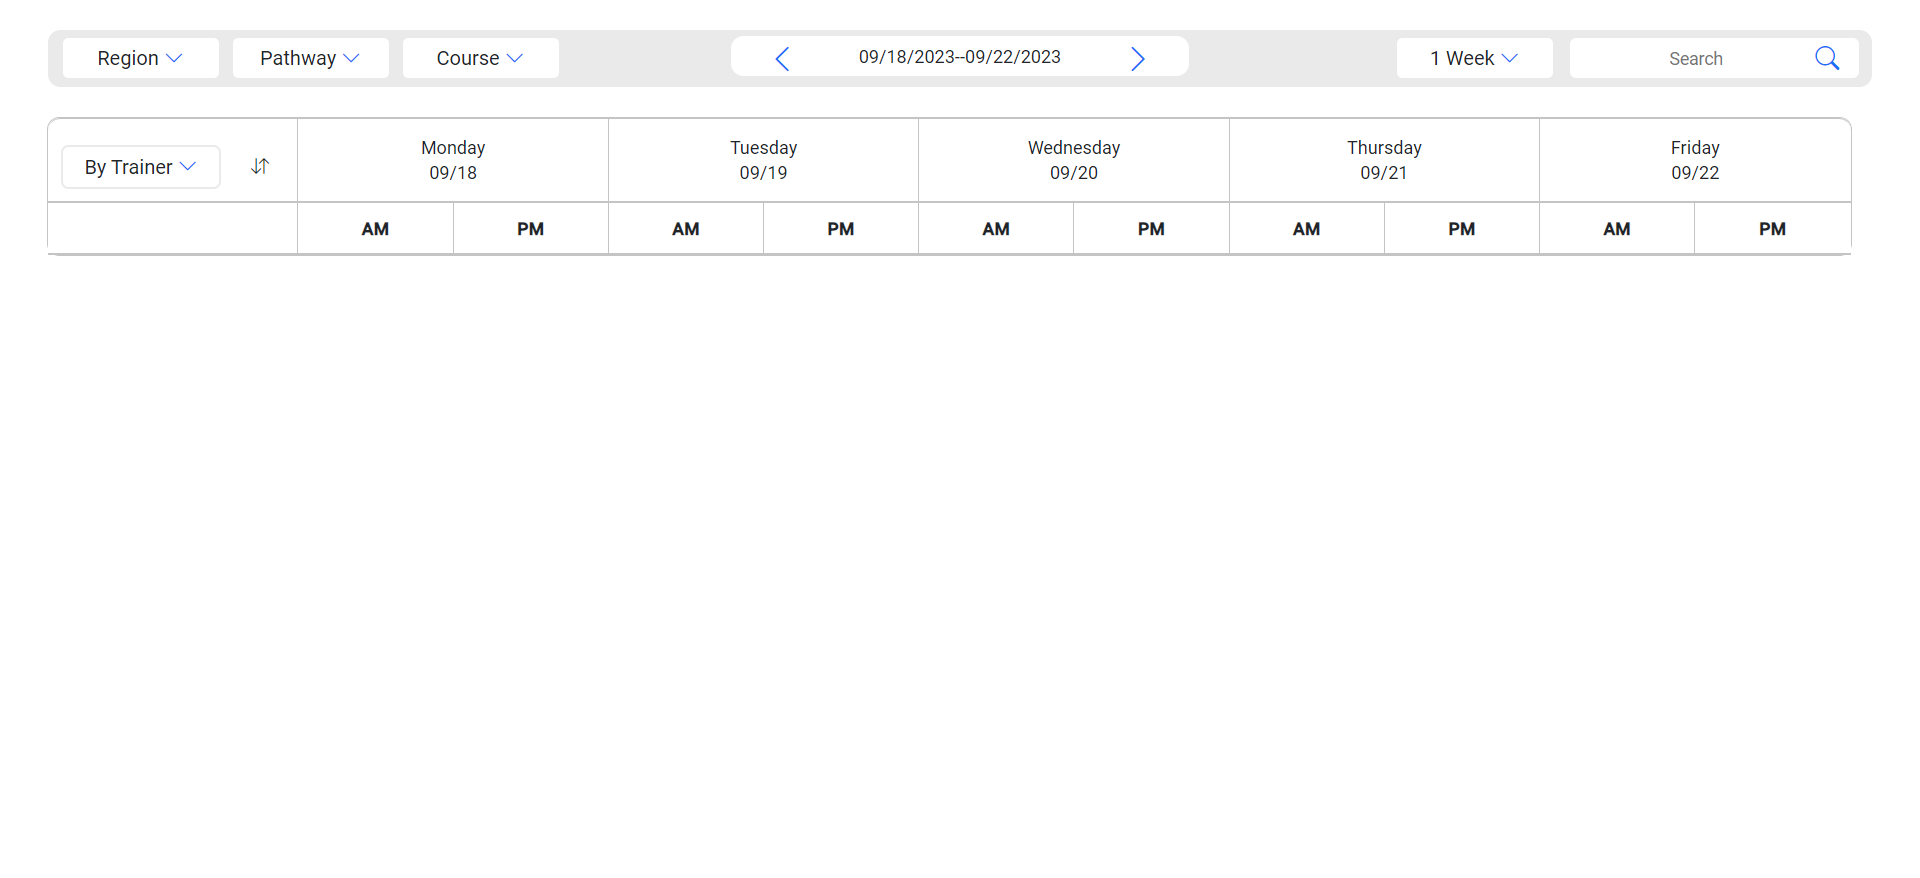 Region Pathway Course 09/18/2023--09/22/2023 1 Week Search
By Trainer
Monday Tuesday Wednesday Thursday Friday
09/18 09/19 09/20 09/21 09/22
AM PM AM PM AM PM AM PM AM PM